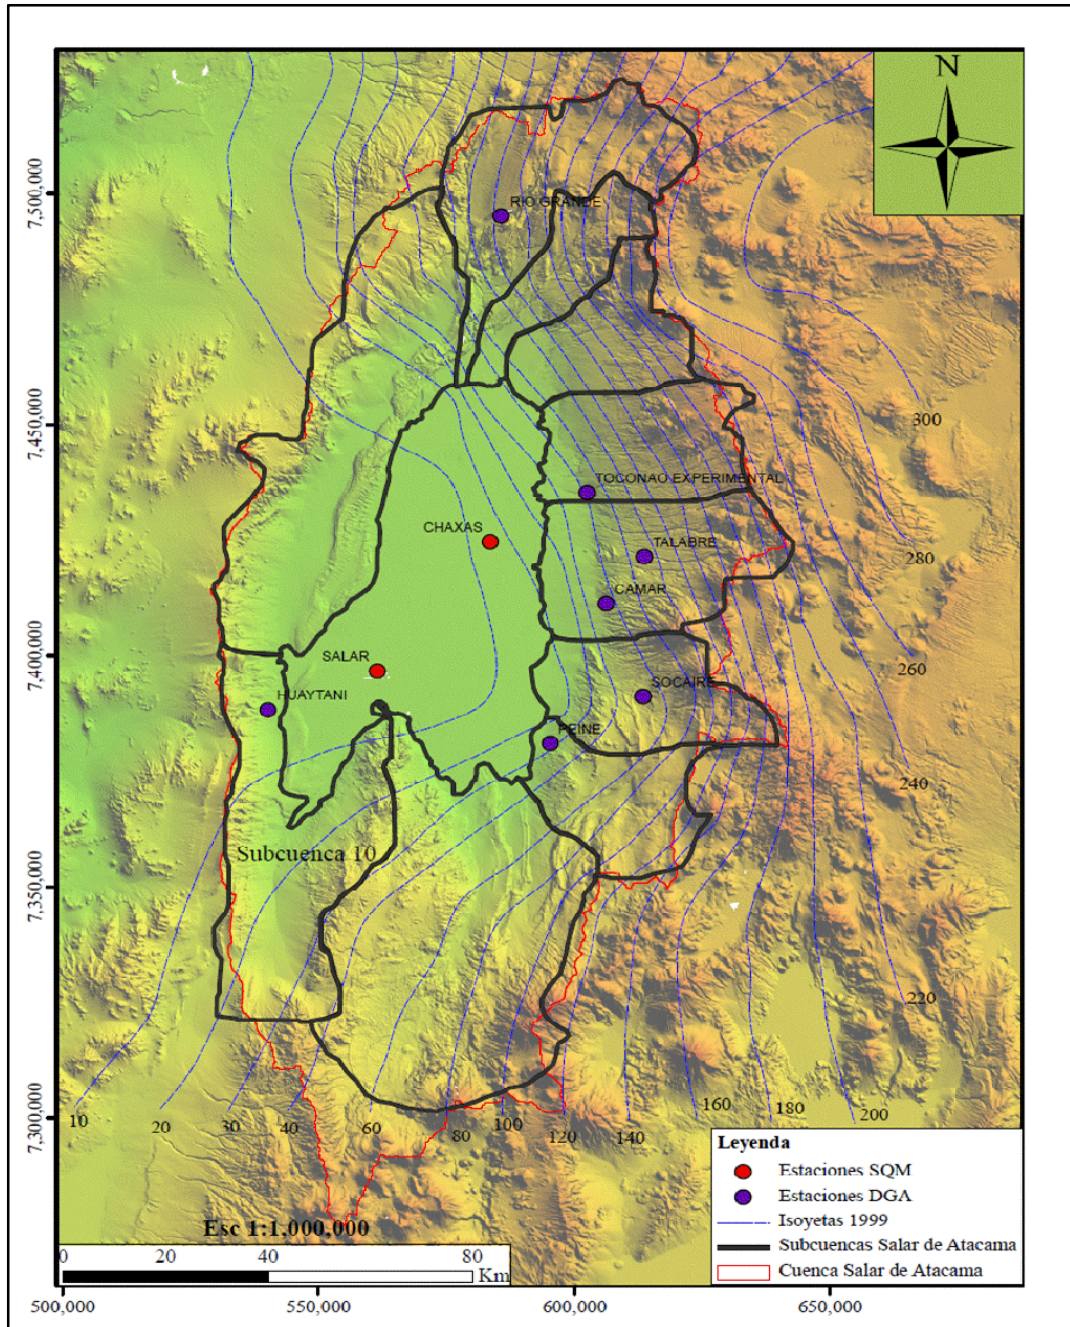 N
7,500,000
RIO GRANDE
7,450,000
300
TOCONAO EXPERIMENTAL
CHAXAS
TALABRE
280
CAMAR
7,400,000
SALAR
260
HUAYTANI
SOCAIRE
PEINE
240
Subcuenca 10
7,350,000
220
7,300,000
10
20
30
40
60
80
100
120
140
160
180
200
Leyenda
Estaciones SQM
Estaciones DGA
Isoyetas 1999
Subcuencas Salar de Atacama
Cuenca Salar de Atacama
Esc 1:1,000,000
0 20 40 80
Km
500,000 550,000 600,000 650,000